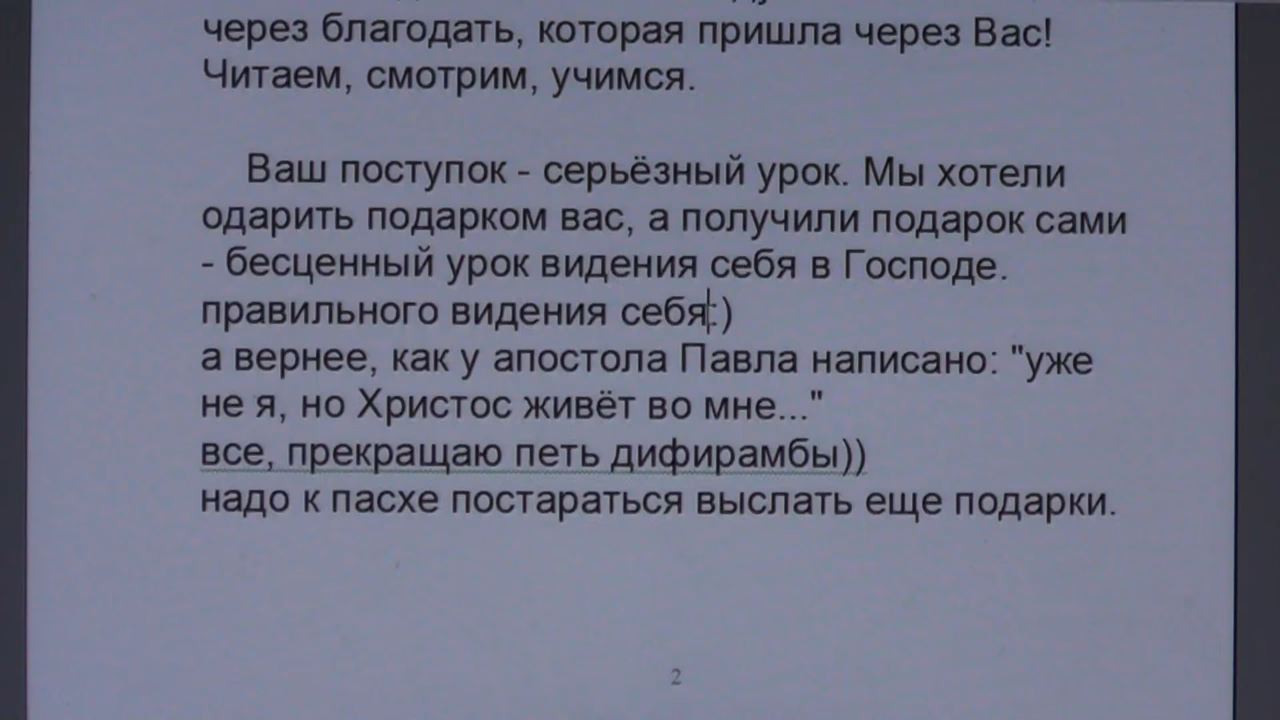 через благодать, которая пришла через Вас!
Читаем, смотрим, учимся.
Ваш поступок - серьёзный урок. Мы хотели
одарить подарком вас, а получили подарок сами
- бесценный урок видения себя в Господе.
правильного видения себя:)
а вернее, как у апостола Павла написано: "уже
не я, но Христос живёт во мне..."
все, прекращаю петь дифирамбы))
надо к пасхе постараться выслать еще подарки.
2